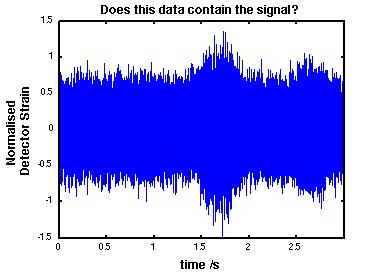 Does this data contain the signal?
1.5
1
0.5
0
-0.5
-1
-1.5
Normalised
Detector Strain
0 0.5 1 1.5 2 2.5
time /s